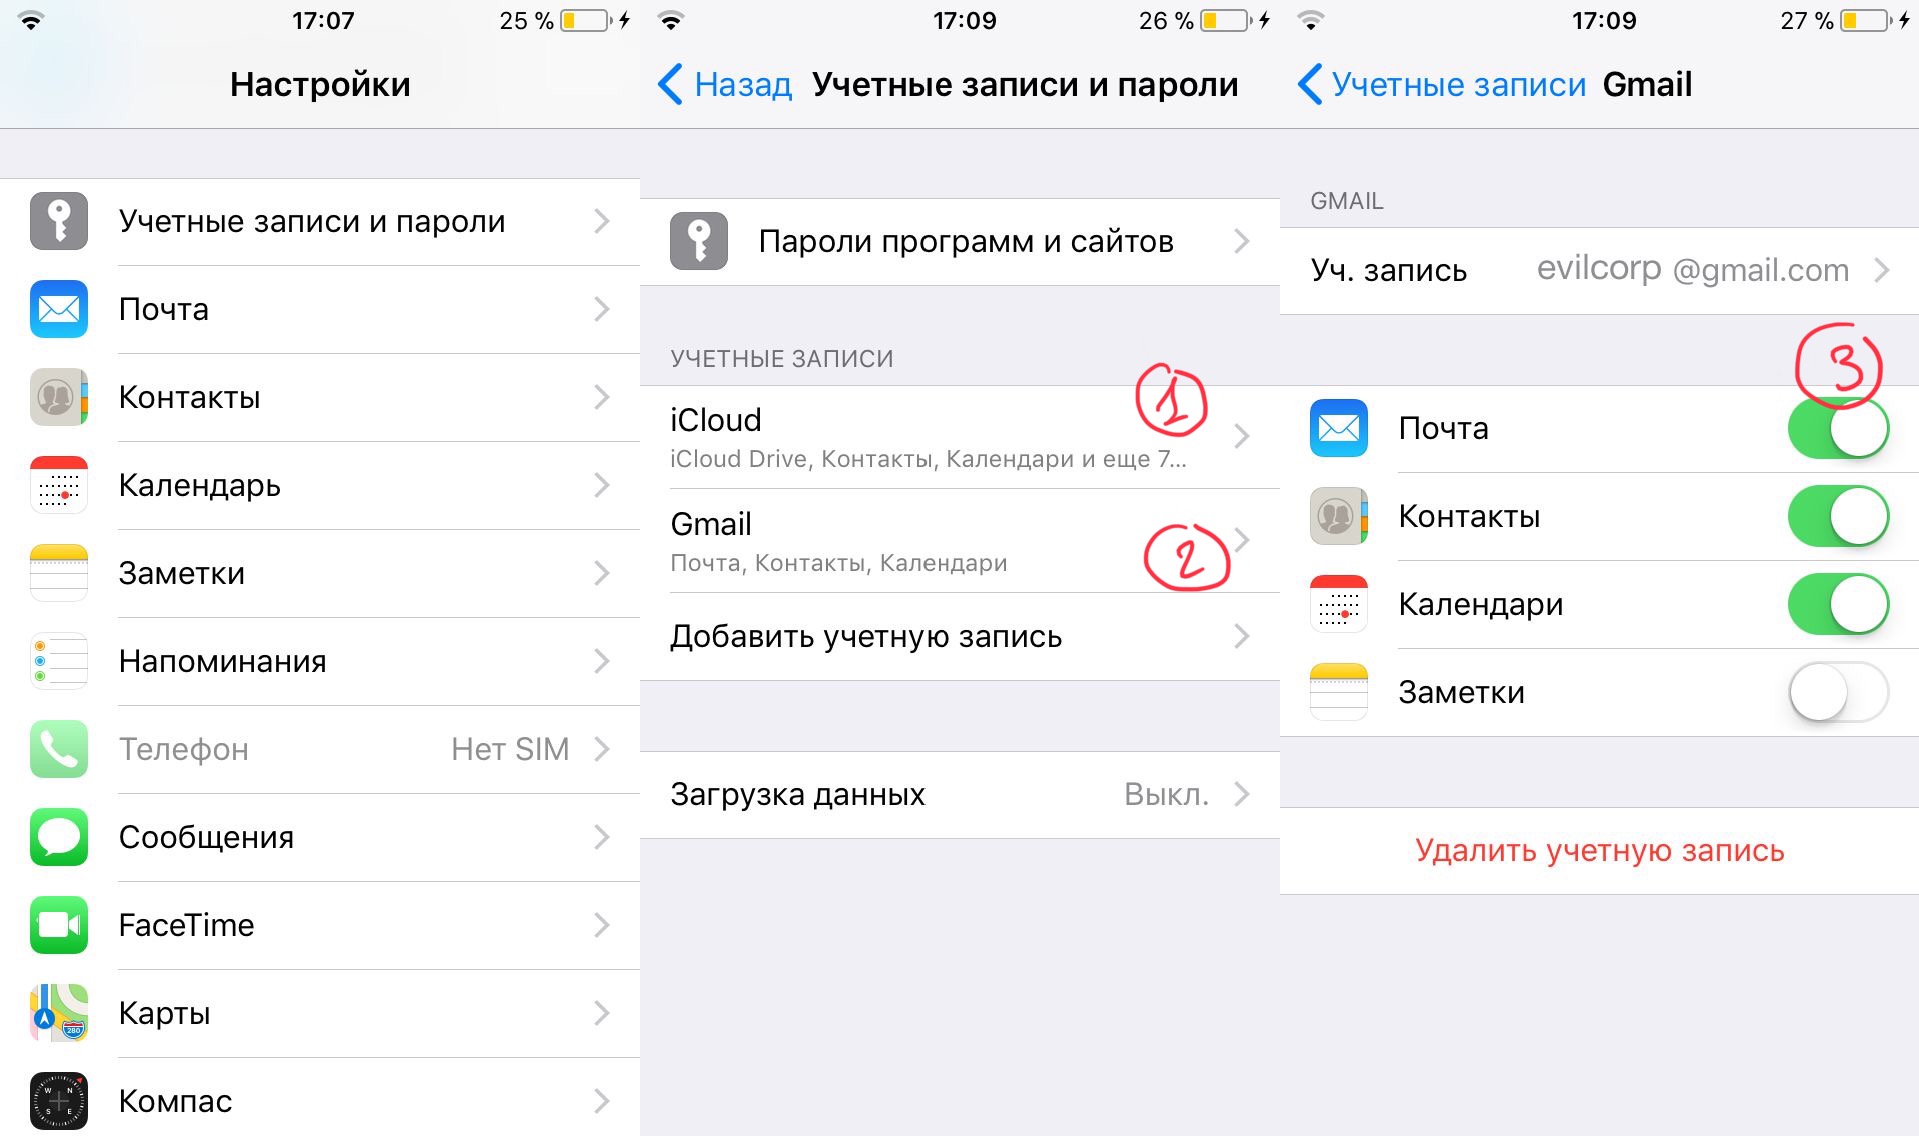 17:07
25 %
Настройки
Учетные записи и пароли
Почта
Контакты
Календарь
Заметки
Напоминания
Телефон Нет SIM
Сообщения
FaceTime
280
Карты
W N
S E
Компас
17:09
26 %
Назад Учетные записи и пароли
Пароли программ и сайтов
УЧЕТНЫЕ ЗАПИСИ
1
iCloud
iCloud Drive, Контакты, Календари и еще 7...
Gmail
2
Почта, Контакты, Календари
Добавить учетную запись
Загрузка данных Выкл.
17:09
27 %
Учетные записи Gmail
GMAIL
Уч. запись evilcorp @gmail.com
3
Почта
Контакты
Календари
Заметки
Удалить учетную запись